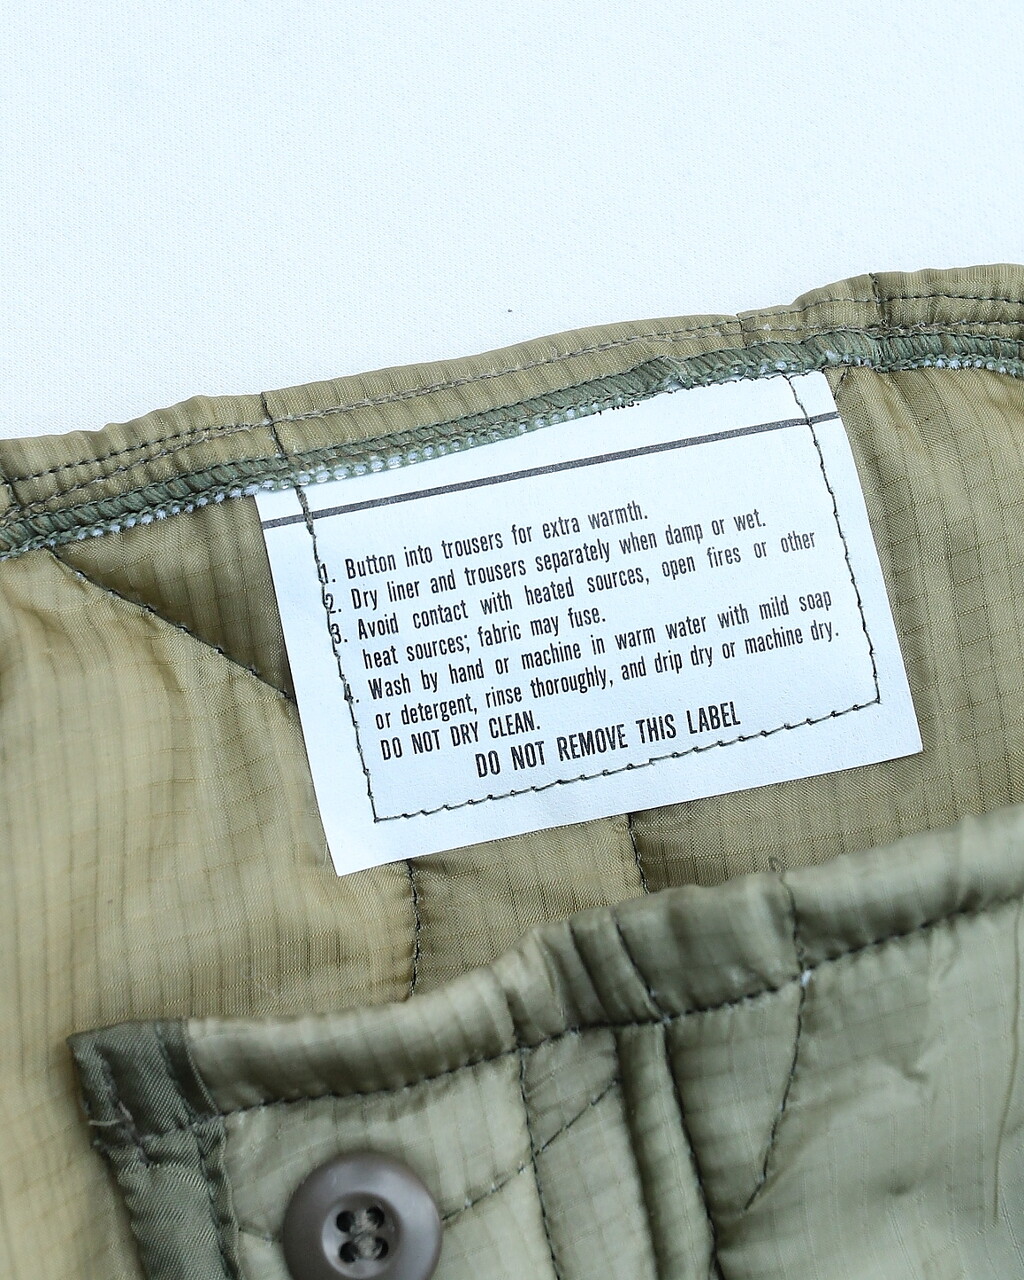 1. Button into trousers for extra warmth.
2. Dry liner and trousers separately when damp or wet.
3. Avoid contact with heated sources, open fires or other
heat sources; fabric may fuse.
4. Wash by hand or machine in warm water with mild soap
or detergent, rinse thoroughly, and drip dry or machine dry.
DO NOT DRY CLEAN.
DO NOT REMOVE THIS LABEL